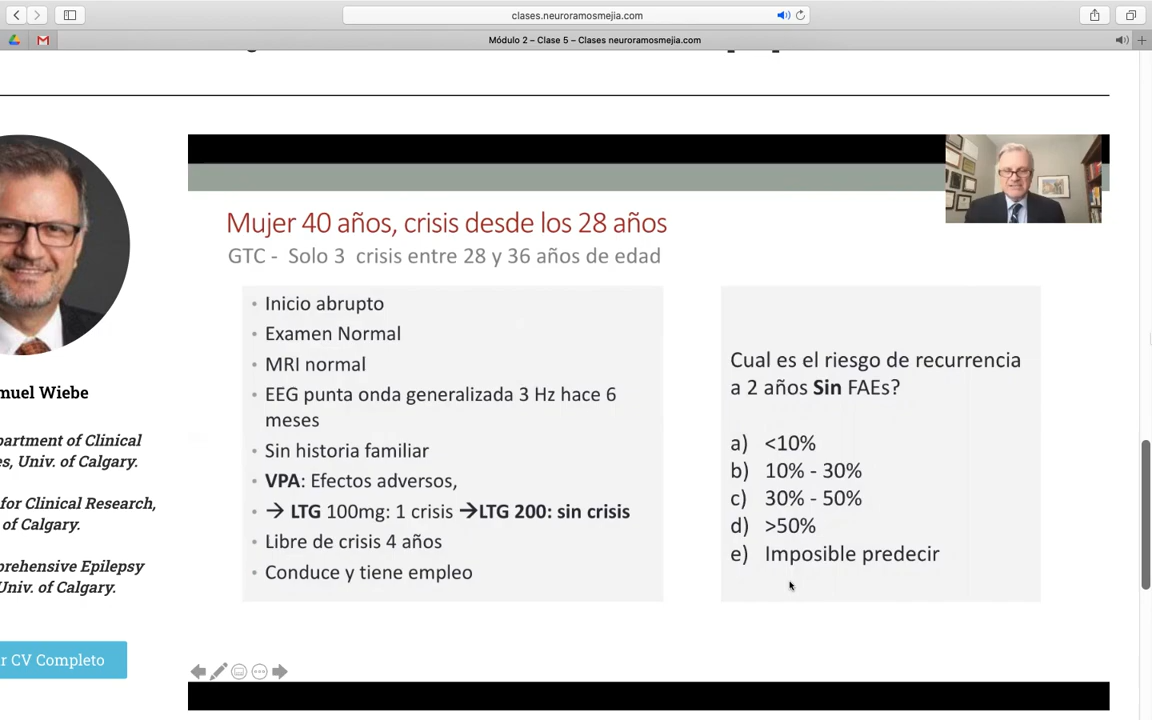 clases.neuroramosmejia.com
Módulo 2 – Clase 5 – Clases neuroramosmejia.com
Mujer 40 años, crisis desde los 28 años
GTC - Solo 3 crisis entre 28 y 36 años de edad
• Inicio abrupto
• Examen Normal
• MRI normal
• EEG punta onda generalizada 3 Hz hace 6
meses
• Sin historia familiar
• VPA: Efectos adversos,
• → LTG 100mg: 1 crisis →LTG 200: sin crisis
• Libre de crisis 4 años
• Conduce y tiene empleo
Cual es el riesgo de recurrencia
a 2 años Sin FAEs?
a) <10%
b) 10% - 30%
c) 30% - 50%
d) >50%
e) Imposible predecir
muel Wiebe
partment of Clinical
es, Univ. of Calgary.
for Clinical Research,
of Calgary.
prehensive Epilepsy
Univ. of Calgary.
r CV Completo